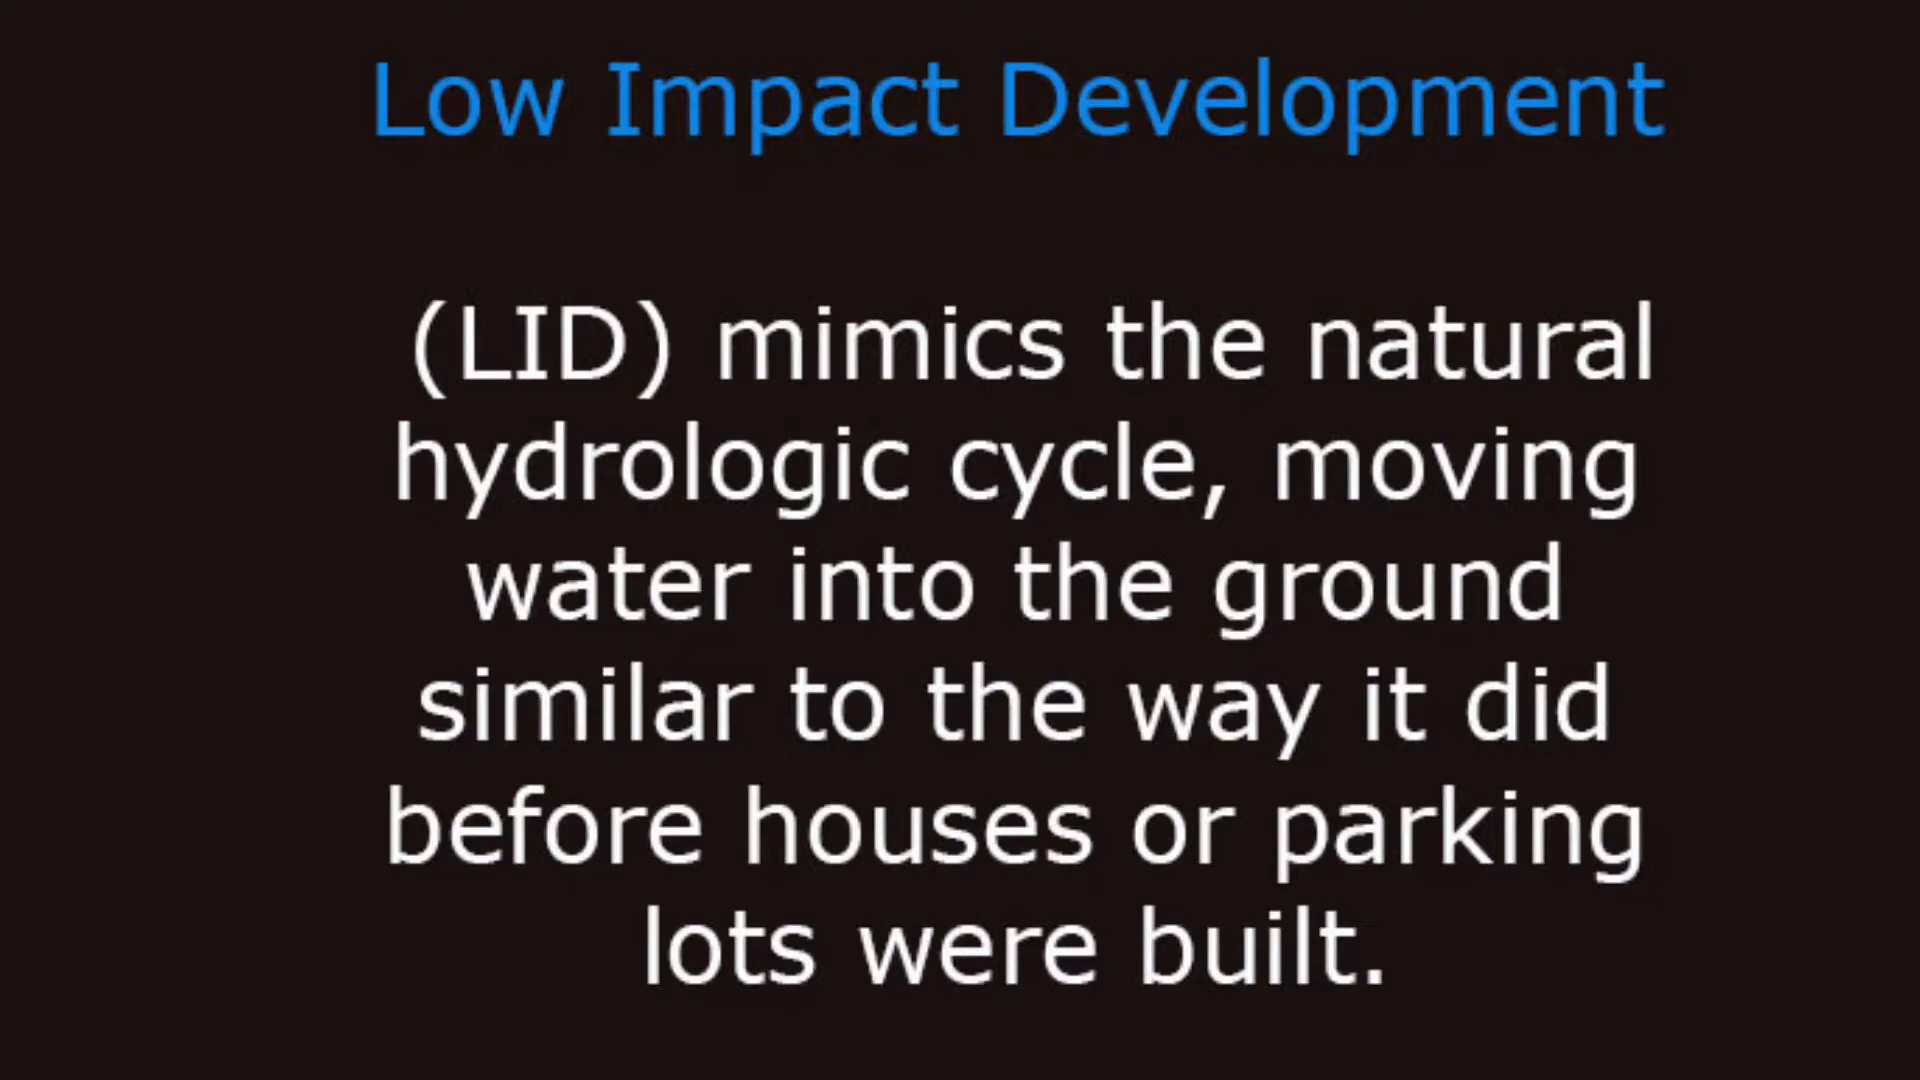 Low Impact Development
(LID) mimics the natural
hydrologic cycle, moving
water into the ground
similar to the way it did
before houses or parking
lots were built.